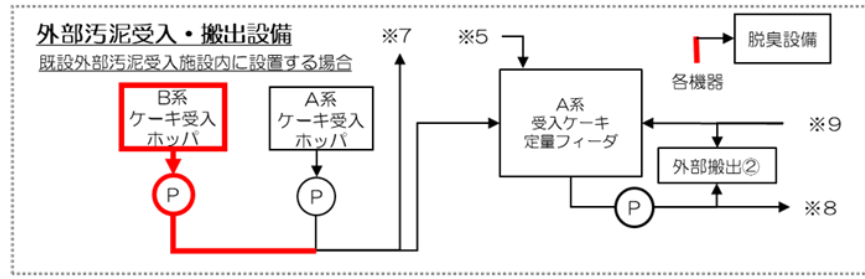 外部汚泥受入・搬出設備
既設外部汚泥受入施設内に設置する場合
※7
※5
脱臭設備
各機器
B系
ケーキ受入
ホッパ
A系
ケーキ受入
ホッパ
A系
受入ケーキ
定量フィーダ
※9
外部搬出②
P
P
P
※8